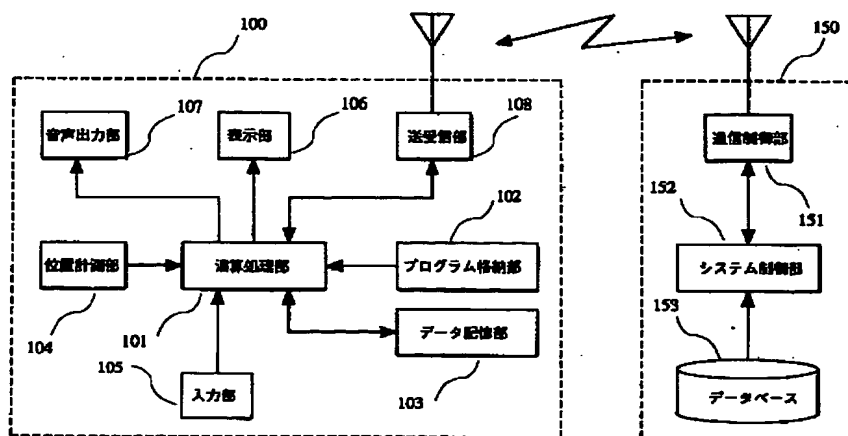 100
150
107
106
108
音声出力部
表示部
送受信部
通信制御部
151
152
102
位置計測部
演算処理部
プログラム格納部
システム制御部
104
101
データ記憶部
153
105
入力部
103
データベース